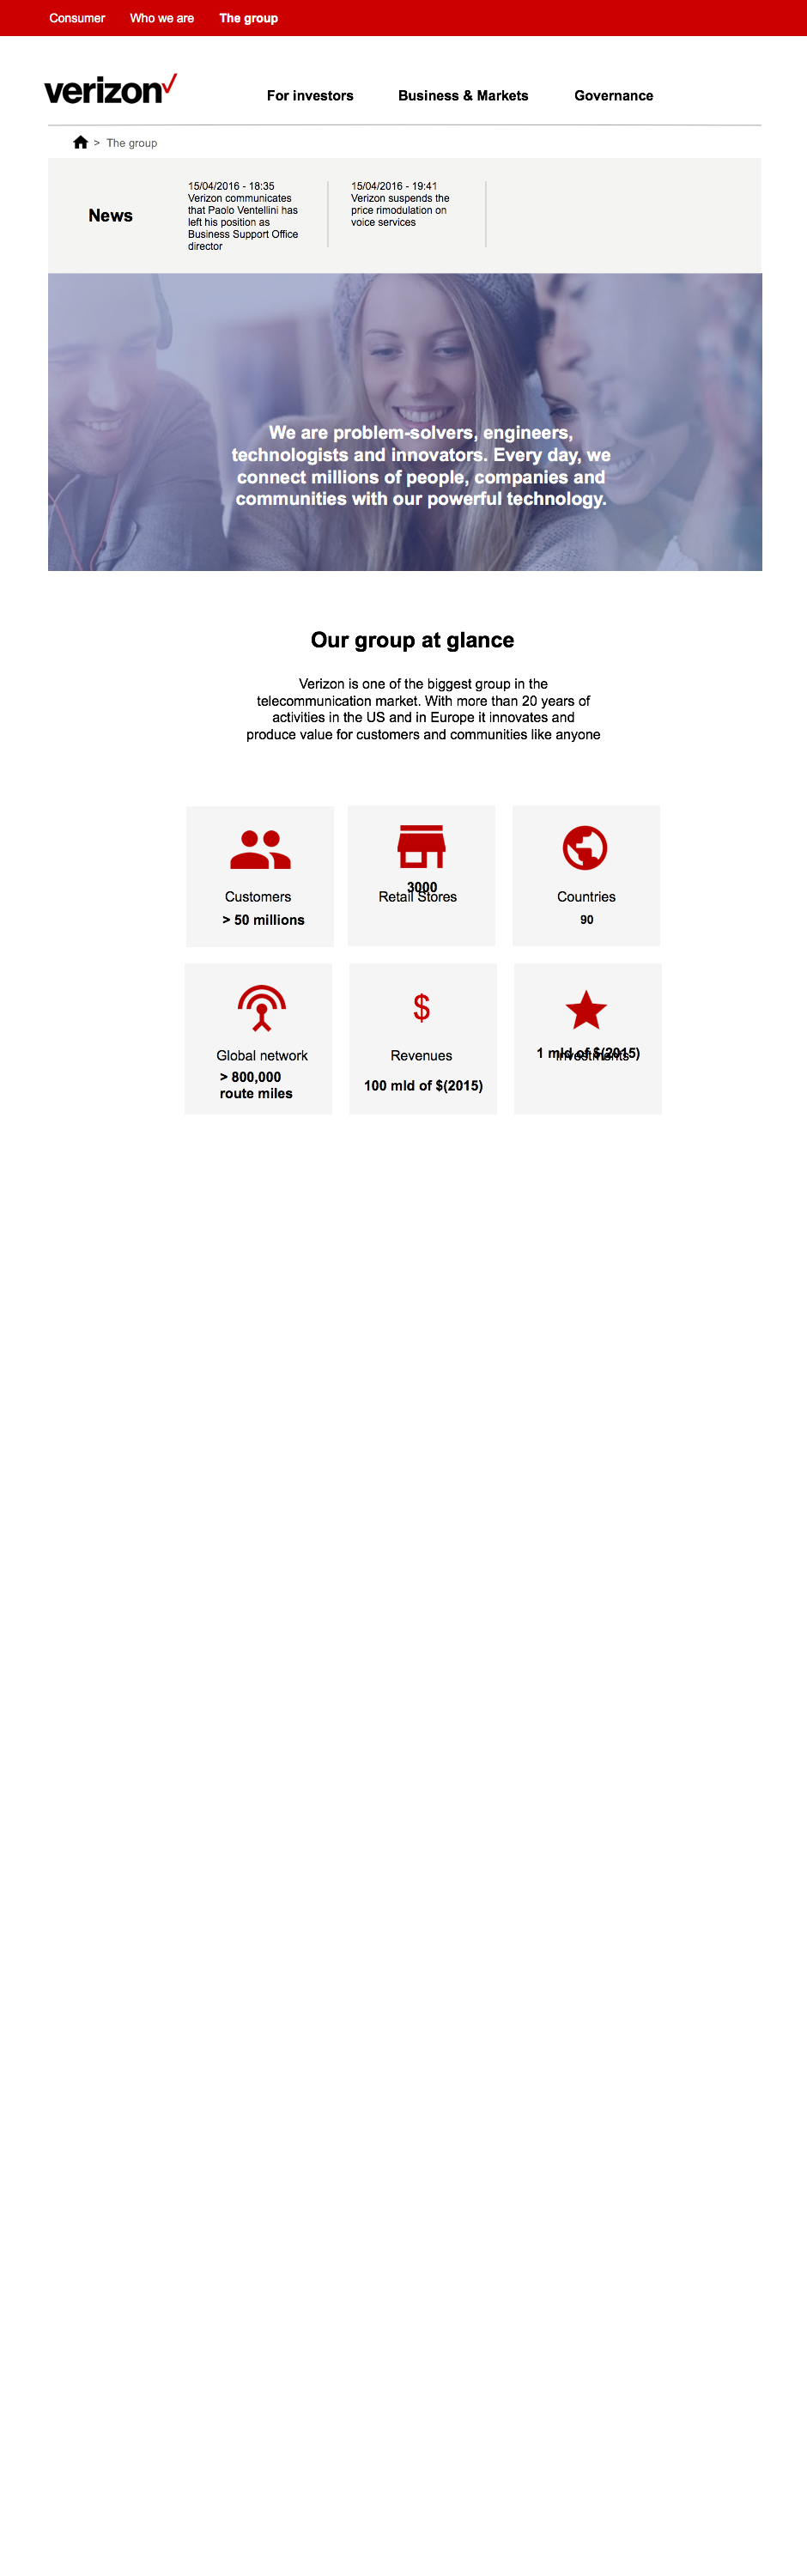 Consumer Who we are The group
verizon
For investors Business & Markets Governance
> The group
News
15/04/2016 - 18:35
Verizon communicates
that Paolo Ventellini has
left his position as
Business Support Office
director
15/04/2016 - 19:41
Verizon suspends the
price rimodulation on
voice services
We are problem-solvers, engineers,
technologists and innovators. Every day, we
connect millions of people, companies and
communities with our powerful technology.
Our group at glance
Verizon is one of the biggest group in the
telecommunication market. With more than 20 years of
activities in the US and in Europe it innovates and
produce value for customers and communities like anyone
Customers
> 50 millions
3000
Retail Stores
Countries
90
Global network
> 800,000
route miles
$
Revenues
100 mld of $(2015)
1 mld of $(2015)
Investments